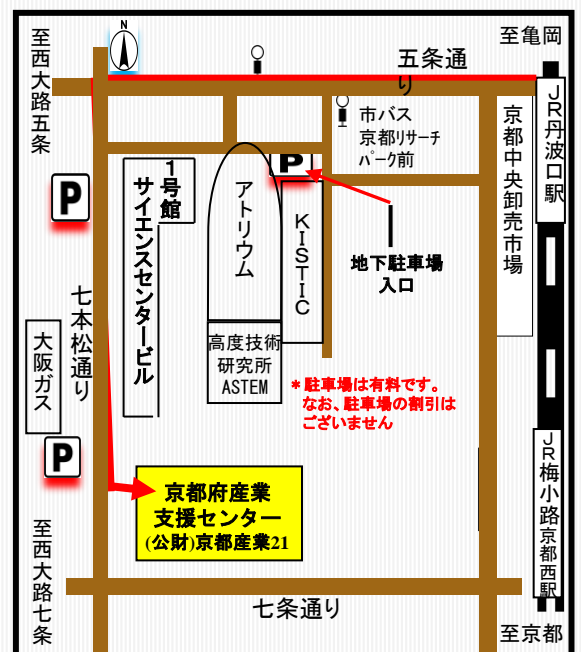 N
至亀岡
至西大路五条
五条通り
JR丹波口駅
市バス
京都リサーチ
パーク前
京都中央卸売市場
P
1号館
サイエンスセンタービル
アトリウム
P
KISTIC
地下駐車場
入口
七本松通り
大阪ガス
高度技術
研究所
ASTEM
*駐車場は有料です。
なお、駐車場の割引は
ございません
P
京都府産業
支援センター
(公財)京都産業21
JR梅小路京都西駅
至西大路七条
七条通り
至京都